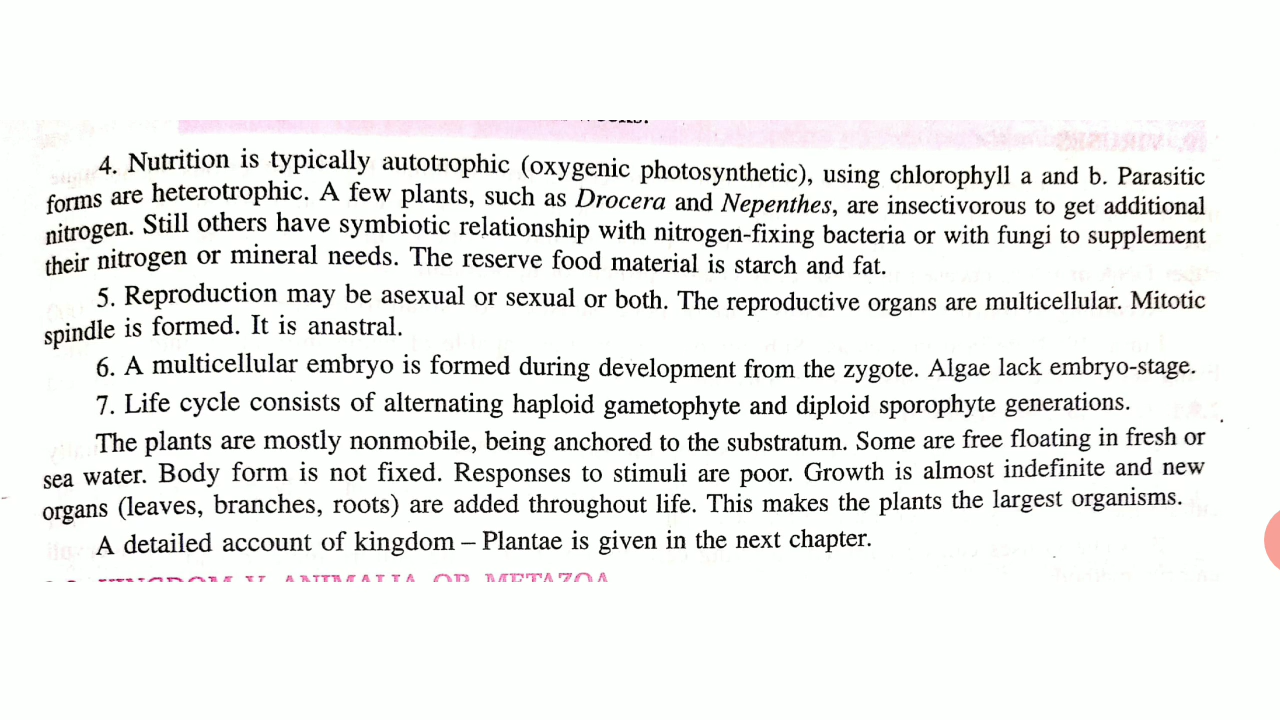 4. Nutrition is typically autotrophic (oxygenic photosynthetic), using chlorophyll a and b. Parasitic
forms are heterotrophic. A few plants, such as Drocera and Nepenthes, are insectivorous to get additional
nitrogen. Still others have symbiotic relationship with nitrogen-fixing bacteria or with fungi to supplement
their nitrogen or mineral needs. The reserve food material is starch and fat.
5. Reproduction may be asexual or sexual or both. The reproductive organs are multicellular. Mitotic
spindle is formed. It is anastral.
6. A multicellular embryo is formed during development from the zygote. Algae lack embryo-stage.
7. Life cycle consists of alternating haploid gametophyte and diploid sporophyte generations.
The plants are mostly nonmobile, being anchored to the substratum. Some are free floating in fresh or
sea water. Body form is not fixed. Responses to stimuli are poor. Growth is almost indefinite and new
organs (leaves, branches, roots) are added throughout life. This makes the plants the largest organisms.
A detailed account of kingdom – Plantae is given in the next chapter.
KINGDOM V ANIMALIA OR METAZOA